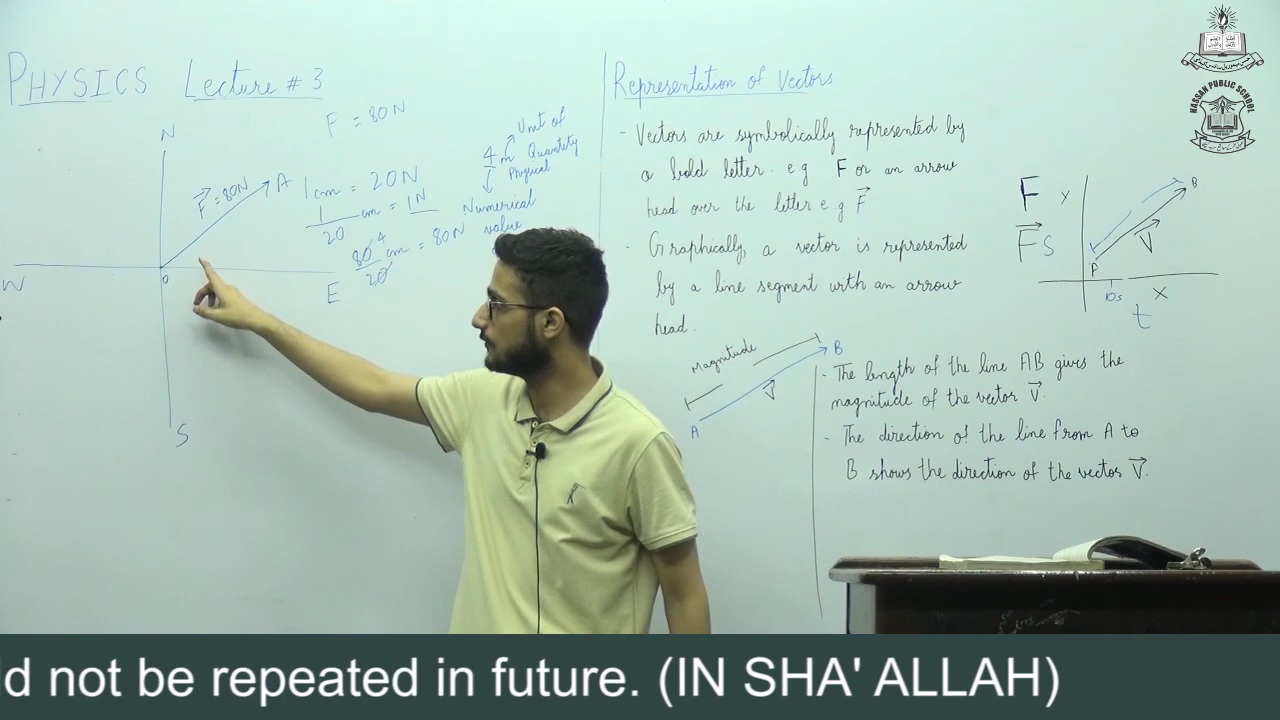 PHYSICS Lecture # 3
F = 80N
N
W
E
S
O
A
F = 80N
1cm = 20N
1/20 cm = 1N
80/20 cm = 80N
4
4 m
Unit of
Quantity
Physical
Numerical
value
Representation of Vectors
- Vectors are symbolically represented by
a bold letter. e.g F or an arrow
head over the letter e.g F
- Graphically, a vector is represented
by a line segment with an arrow
head.
Magnitude
A
B
V
F
F
Y
S
P
B
V
10s
X
t
- The length of the line AB gives the
magnitude of the vector V.
- The direction of the line from A to
B shows the direction of the vector V.
HASSAN PUBLIC SCHOOL
d not be repeated in future. (IN SHA' ALLAH)